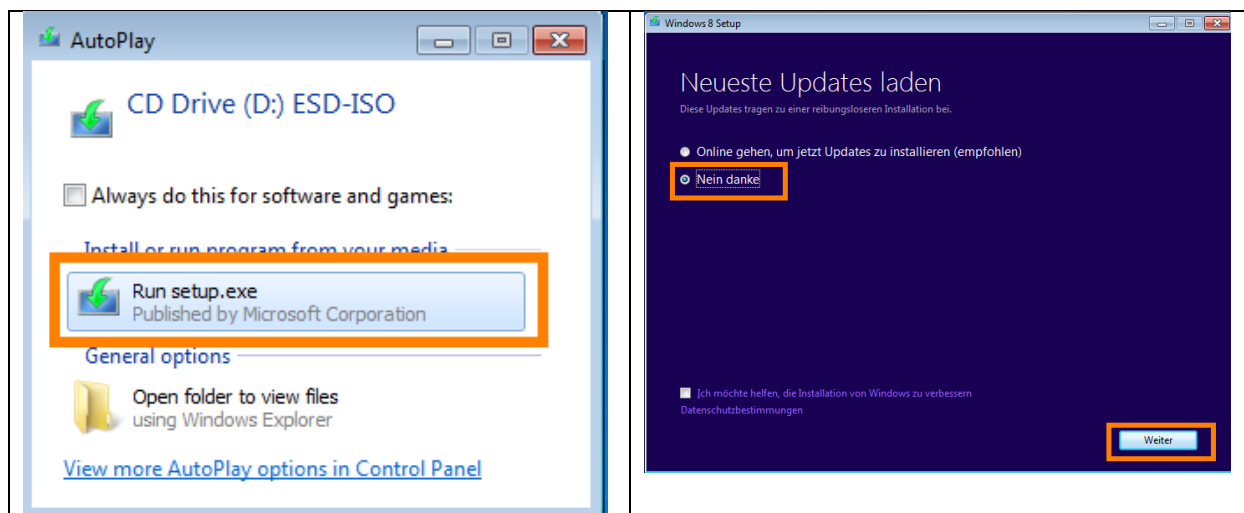 AutoPlay
CD Drive (D:) ESD-ISO
Always do this for software and games:
Install or run program from your media
Run setup.exe
Published by Microsoft Corporation
General options
Open folder to view files
using Windows Explorer
View more AutoPlay options in Control Panel
Windows 8 Setup
Neueste Updates laden
Diese Updates tragen zu einer reibungsloseren Installation bei.
Online gehen, um jetzt Updates zu installieren (empfohlen)
Nein danke
Ich möchte helfen, die Installation von Windows zu verbessern
Datenschutzbestimmungen
Weiter